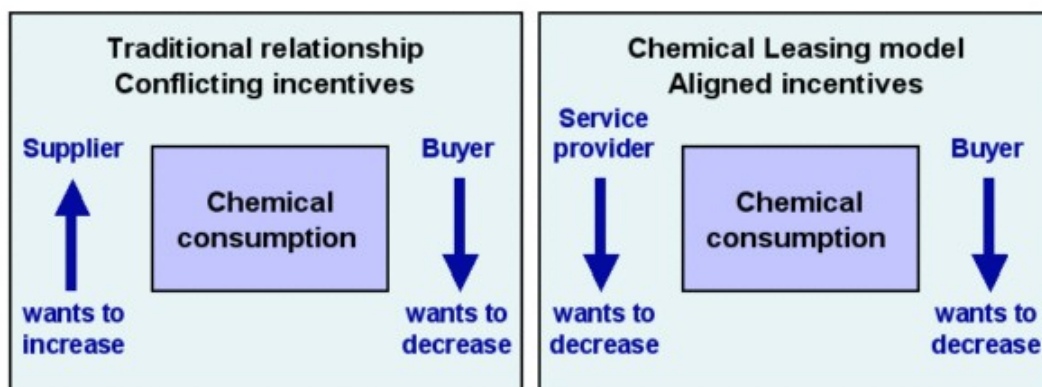 Traditional relationship
Conflicting incentives
Supplier
Buyer
Chemical
consumption
wants to
increase
wants to
decrease
Chemical Leasing model
Aligned incentives
Service
provider
Buyer
Chemical
consumption
wants to
decrease
wants to
decrease